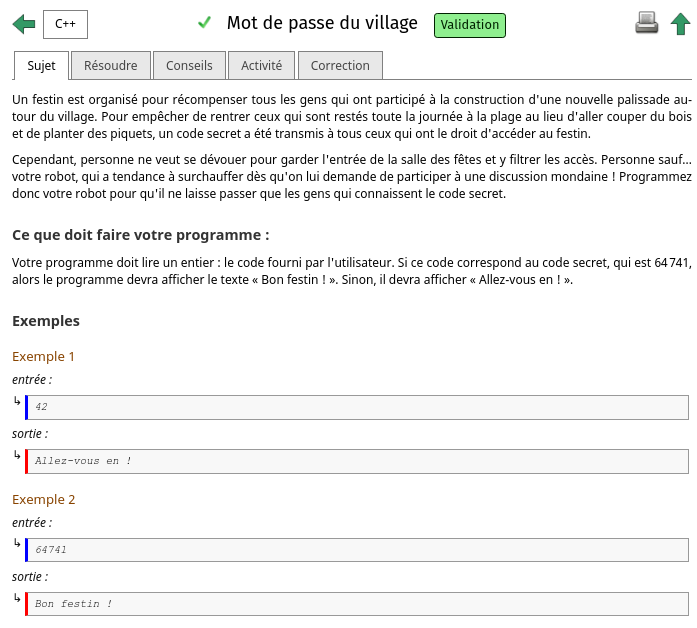 C++
Mot de passe du village
Validation
Sujet
Résoudre
Conseils
Activité
Correction
Un festin est organisé pour récompenser tous les gens qui ont participé à la construction d'une nouvelle palissade au-
tour du village. Pour empêcher de rentrer ceux qui sont restés toute la journée à la plage au lieu d'aller couper du bois
et de planter des piquets, un code secret a été transmis à tous ceux qui ont le droit d'accéder au festin.
Cependant, personne ne veut se dévouer pour garder l'entrée de la salle des fêtes et y filtrer les accès. Personne sauf...
votre robot, qui a tendance à surchauffer dès qu'on lui demande de participer à une discussion mondaine ! Programmez
donc votre robot pour qu'il ne laisse passer que les gens qui connaissent le code secret.
Ce que doit faire votre programme :
Votre programme doit lire un entier : le code fourni par l'utilisateur. Si ce code correspond au code secret, qui est 64 741,
alors le programme devra afficher le texte « Bon festin ! ». Sinon, il devra afficher « Allez-vous en ! ».
Exemples
Exemple 1
entrée :
42
sortie :
Allez-vous en !
Exemple 2
entrée :
64741
sortie :
Bon festin !